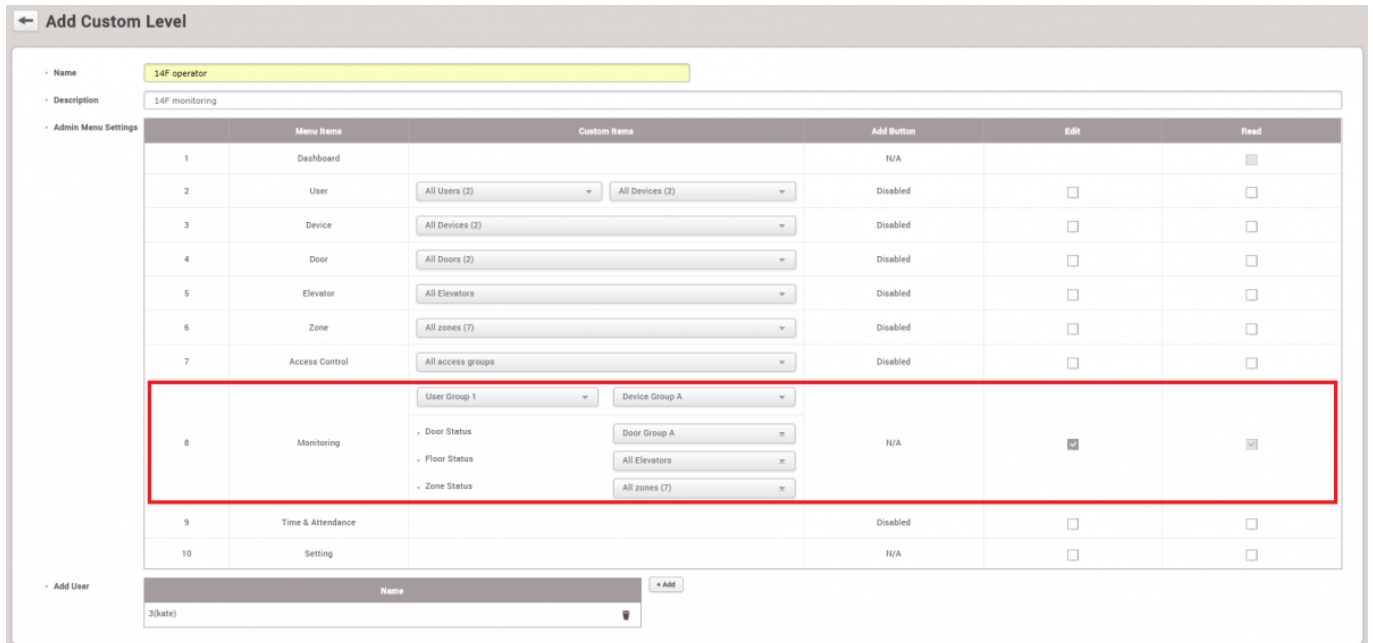 Add Custom Level
Name 14F operator
Description 14F monitoring
Admin Menu Settings Menu Items Custom Items Add Button Edit Read
1 Dashboard N/A
2 User All Users (2) All Devices (2) Disabled
3 Device All Devices (2) Disabled
4 Door All Doors (2) Disabled
5 Elevator All Elevators Disabled
6 Zone All zones (7) Disabled
7 Access Control All access groups Disabled
User Group 1 Device Group A
Door Status Door Group A
8 Monitoring N/A
Floor Status All Elevators
Zone Status All zones (7)
9 Time & Attendance Disabled
10 Setting N/A
Add User Name + Add
3(kate)